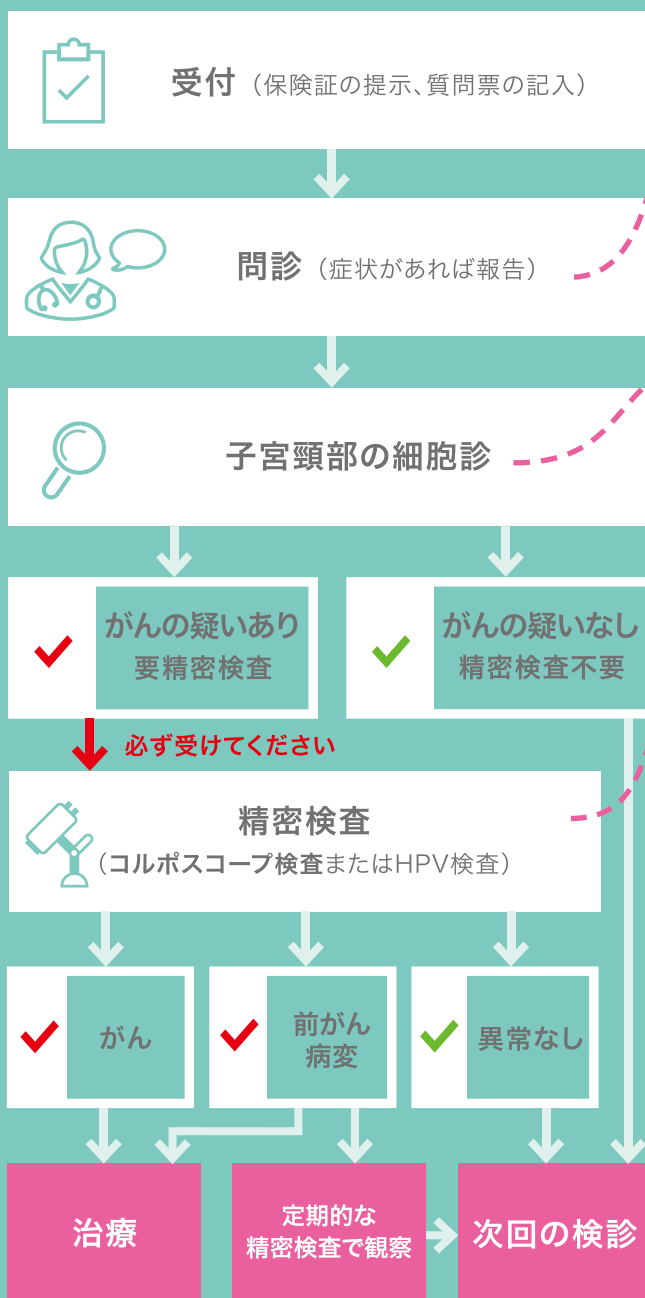 受付（保険証の提示、質問票の記入）
問診（症状があれば報告）
子宮頸部の細胞診
がんの疑いあり
要精密検査
がんの疑いなし
精密検査不要
必ず受けてください
精密検査
（コルポスコープ検査またはHPV検査）
がん
前がん
病変
異常なし
治療
定期的な
精密検査で観察
次回の検診